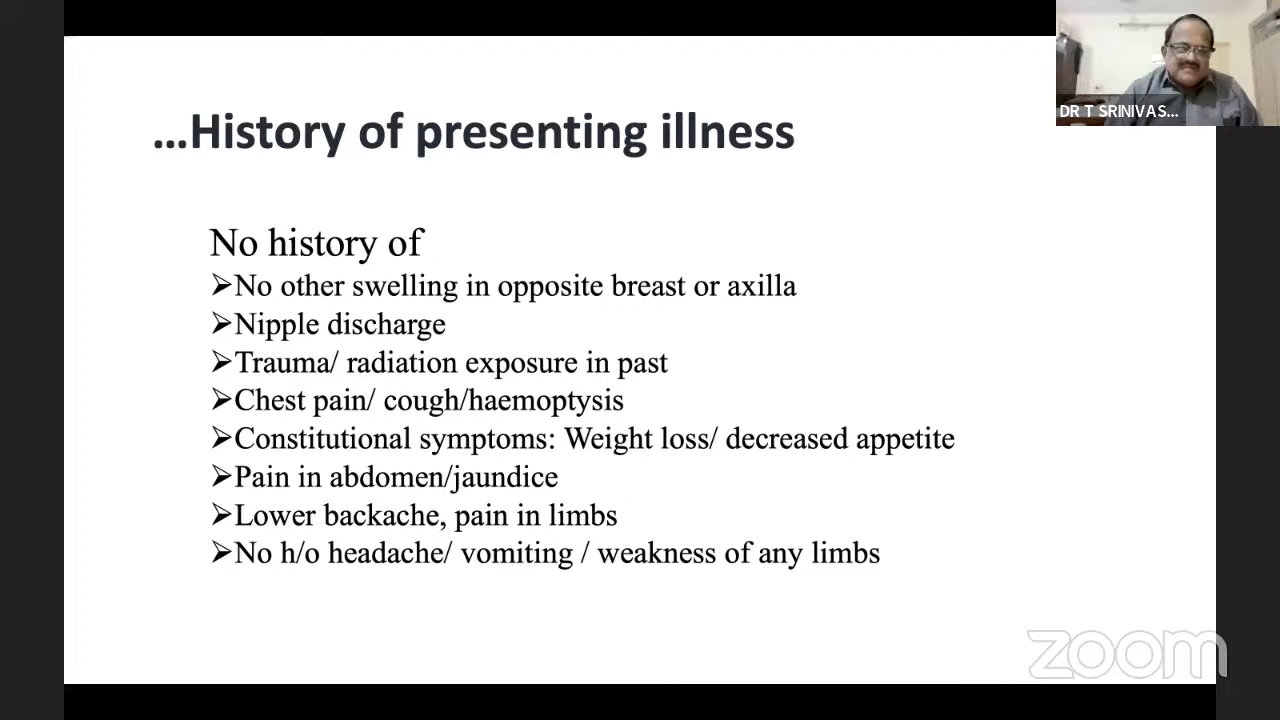 DR T SRINIVAS...
...History of presenting illness
No history of
➢No other swelling in opposite breast or axilla
➢Nipple discharge
➢Trauma/ radiation exposure in past
➢Chest pain/ cough/haemoptysis
➢Constitutional symptoms: Weight loss/ decreased appetite
➢Pain in abdomen/jaundice
➢Lower backache, pain in limbs
➢No h/o headache/ vomiting / weakness of any limbs
zoom